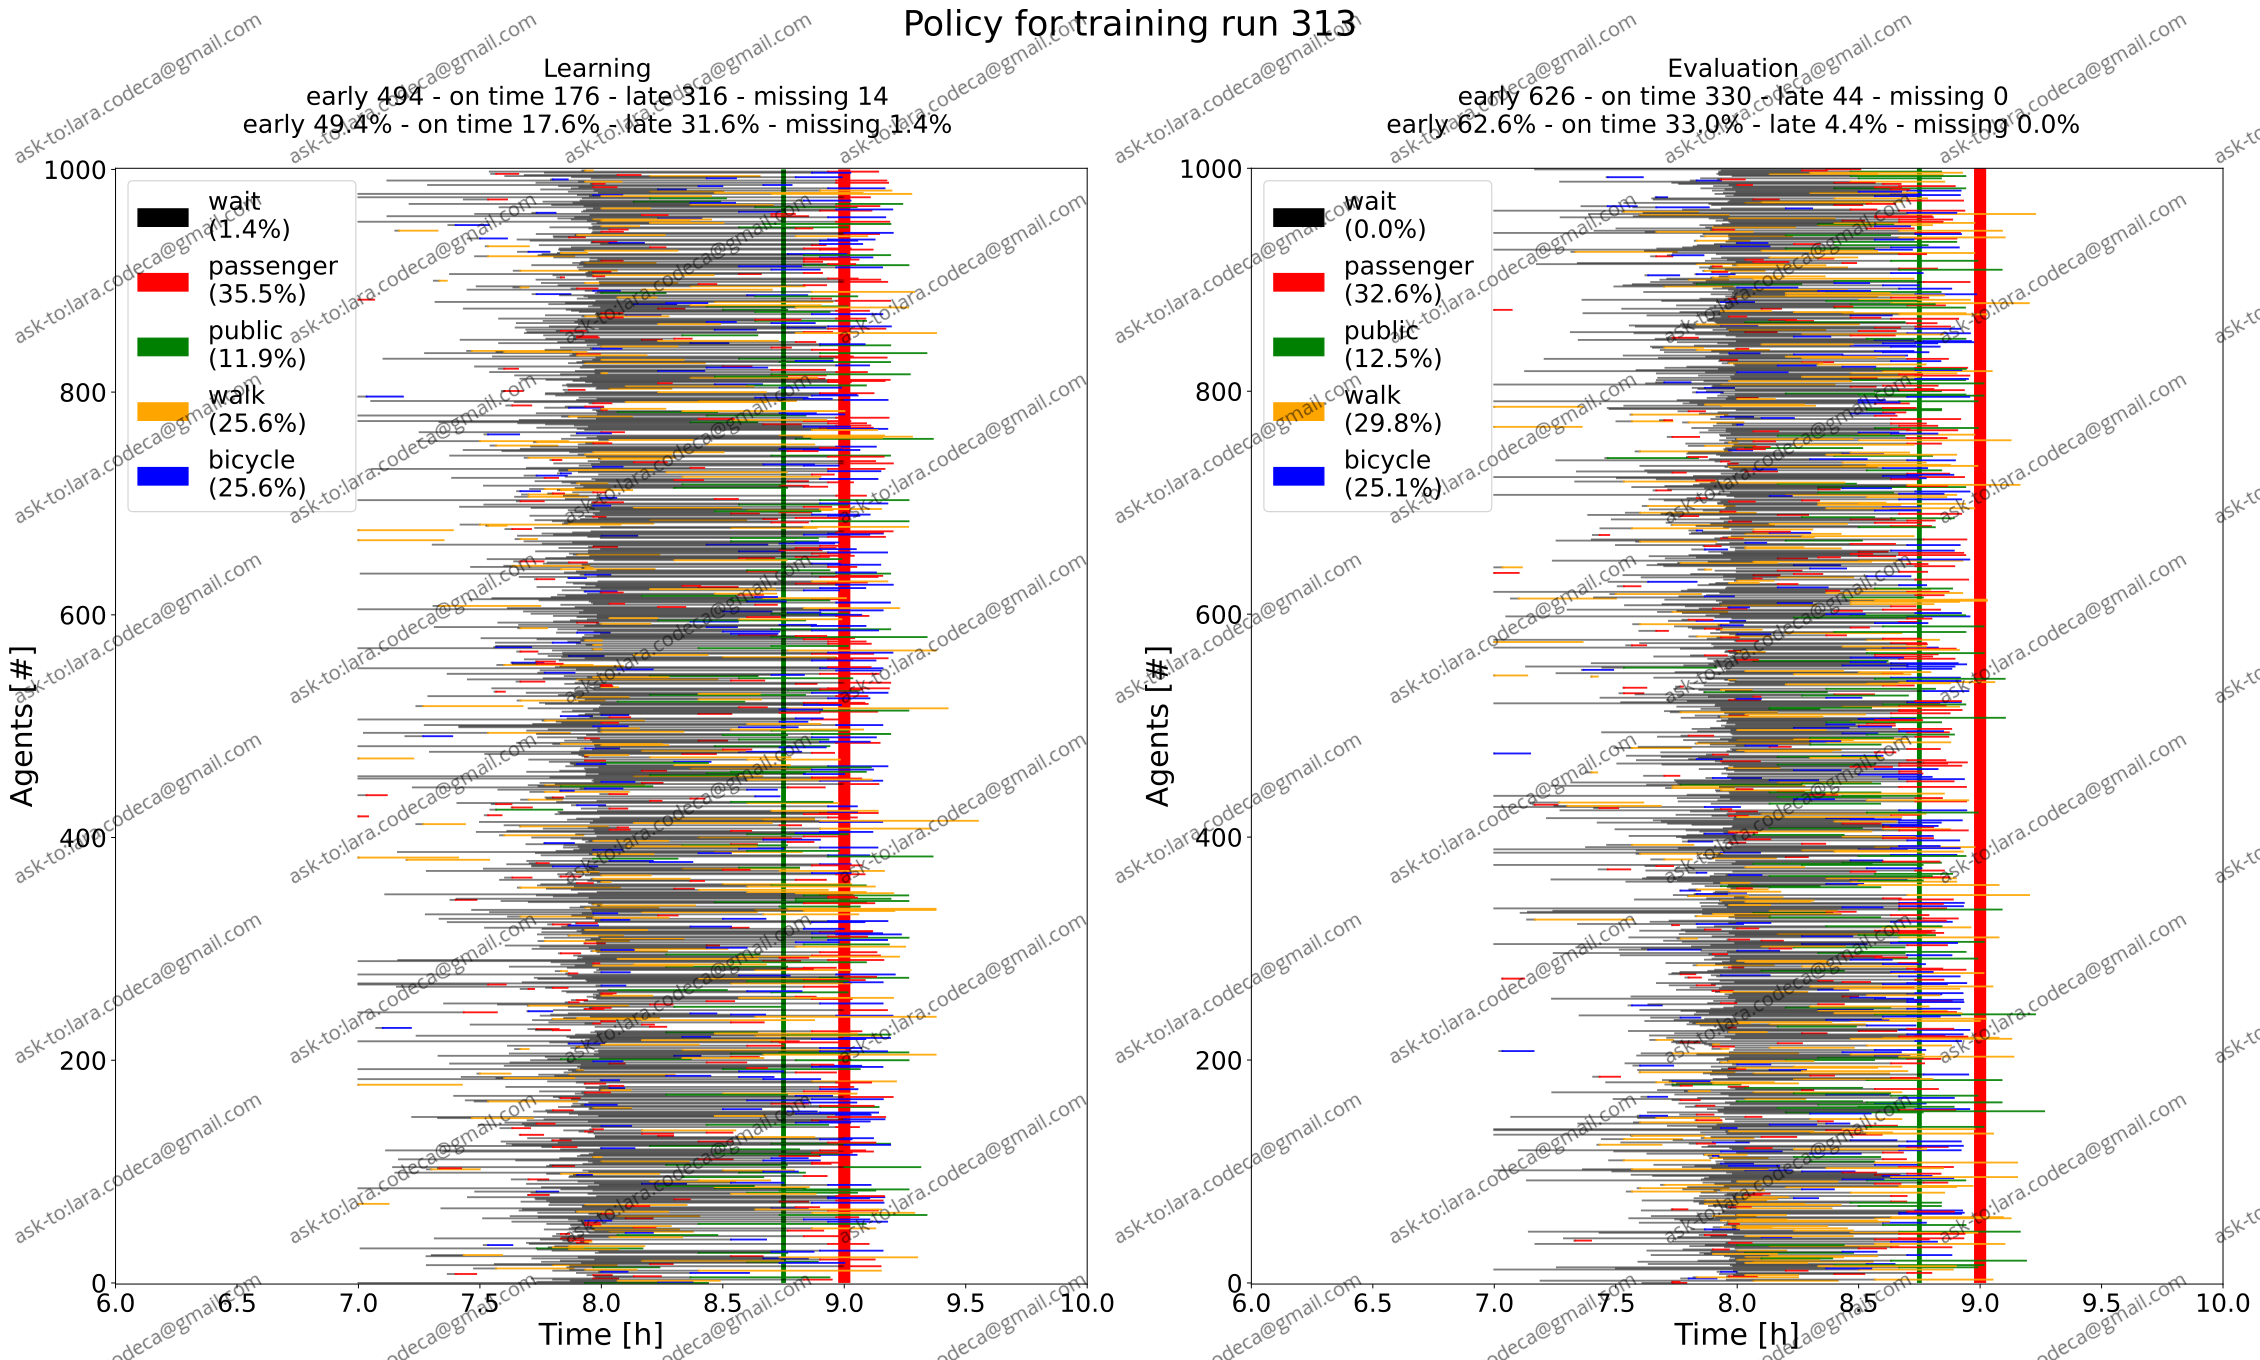 Policy for training run 313
Learning
early 494 - on time 176 - late 316 - missing 14
early 49.4% - on time 17.6% - late 31.6% - missing 1.4%
1000
800
600
400
200
0
Agents [#]
wait
(1.4%)
passenger
(35.5%)
public
(11.9%)
walk
(25.6%)
bicycle
(25.6%)
6.0 6.5 7.0 7.5 8.0 8.5 9.0 9.5 10.0
Time [h]
Evaluation
early 626 - on time 330 - late 44 - missing 0
early 62.6% - on time 33.0% - late 4.4% - missing 0.0%
1000
800
600
400
200
0
Agents [#]
wait
(0.0%)
passenger
(32.6%)
public
(12.5%)
walk
(29.8%)
bicycle
(25.1%)
6.0 6.5 7.0 7.5 8.0 8.5 9.0 9.5 10.0
Time [h]
ask-to:lara.codeca@gmail.com